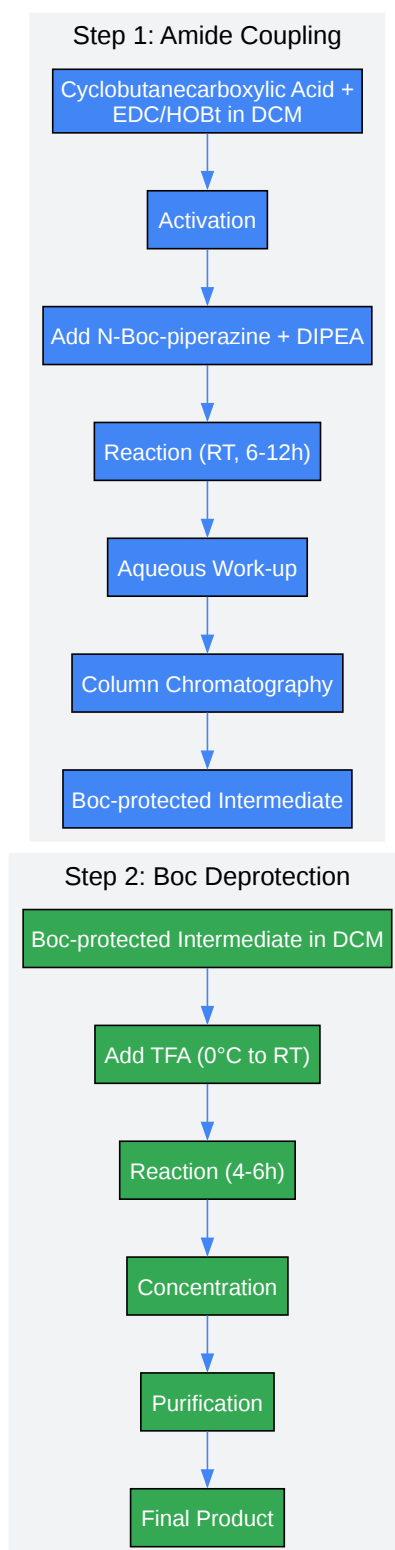 Step 1: Amide Coupling
Cyclobutanecarboxylic Acid +
EDC/HOBt in DCM
Activation
Add N-Boc-piperazine + DIPEA
Reaction (RT, 6-12h)
Aqueous Work-up
Column Chromatography
Boc-protected Intermediate
Step 2: Boc Deprotection
Boc-protected Intermediate in DCM
Add TFA (0°C to RT)
Reaction (4-6h)
Concentration
Purification
Final Product